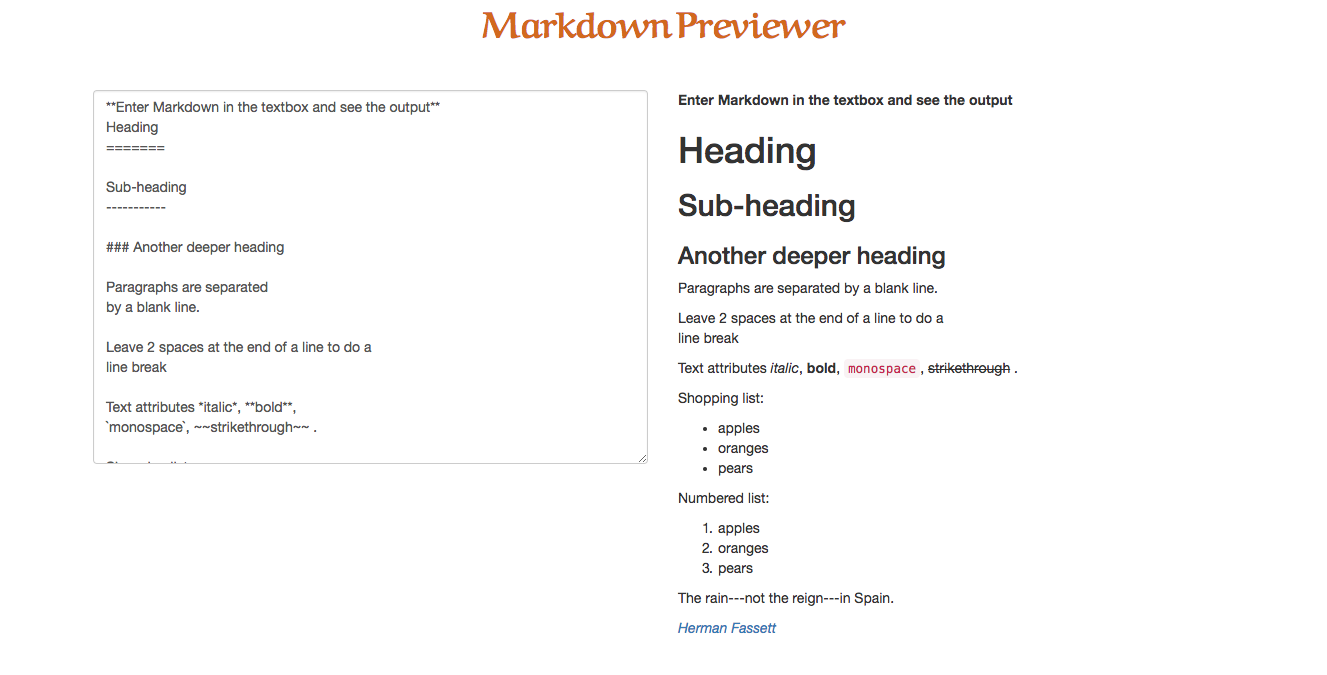 Markdown Previewer
**Enter Markdown in the textbox and see the output**
Heading
=======
Sub-heading
-----------
### Another deeper heading
Paragraphs are separated
by a blank line.
Leave 2 spaces at the end of a line to do a
line break
Text attributes *italic*, **bold**,
`monospace`, ~~strikethrough~~ .
Enter Markdown in the textbox and see the output
Heading
Sub-heading
Another deeper heading
Paragraphs are separated by a blank line.
Leave 2 spaces at the end of a line to do a
line break
Text attributes italic, bold, monospace, strikethrough .
Shopping list:
• apples
• oranges
• pears
Numbered list:
1. apples
2. oranges
3. pears
The rain---not the reign---in Spain.
Herman Fassett